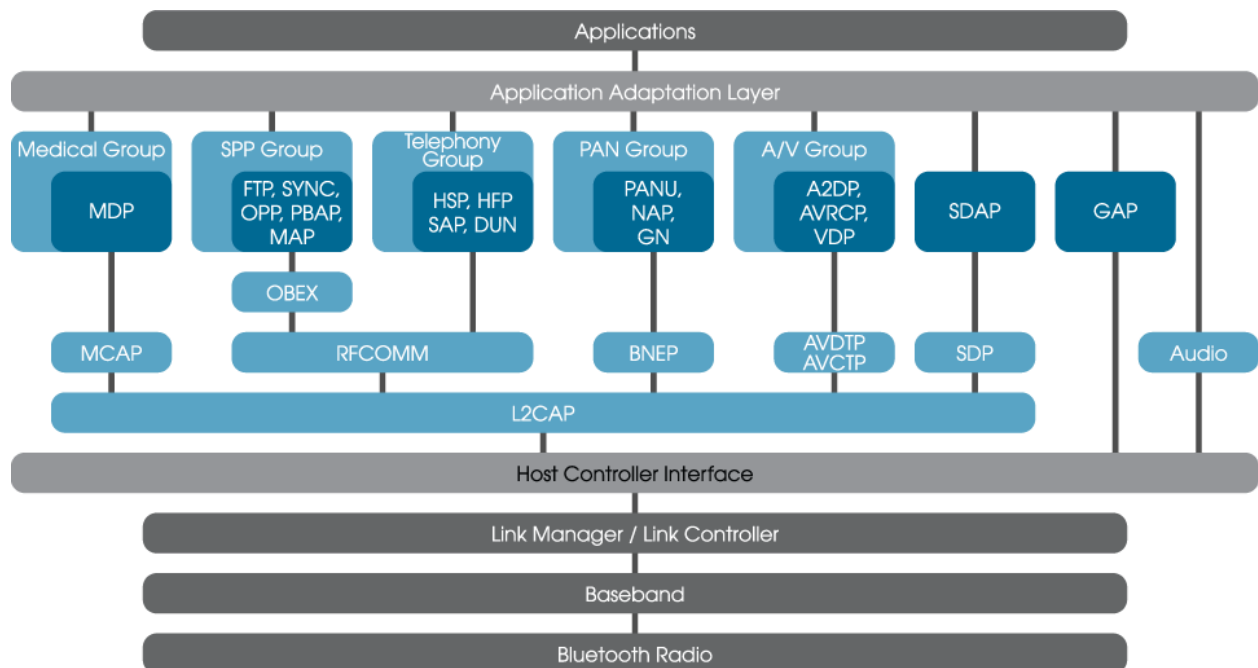 Applications
Application Adaptation Layer
Medical Group
MDP
SPP Group
FTP, SYNC,
OPP, PBAP,
MAP
Telephony
Group
HSP, HFP
SAP, DUN
PAN Group
PANU,
NAP,
GN
A/V Group
A2DP,
AVRCP,
VDP
SDAP
GAP
OBEX
MCAP
RFCOMM
BNEP
AVDTP
AVCTP
SDP
Audio
L2CAP
Host Controller Interface
Link Manager / Link Controller
Baseband
Bluetooth Radio